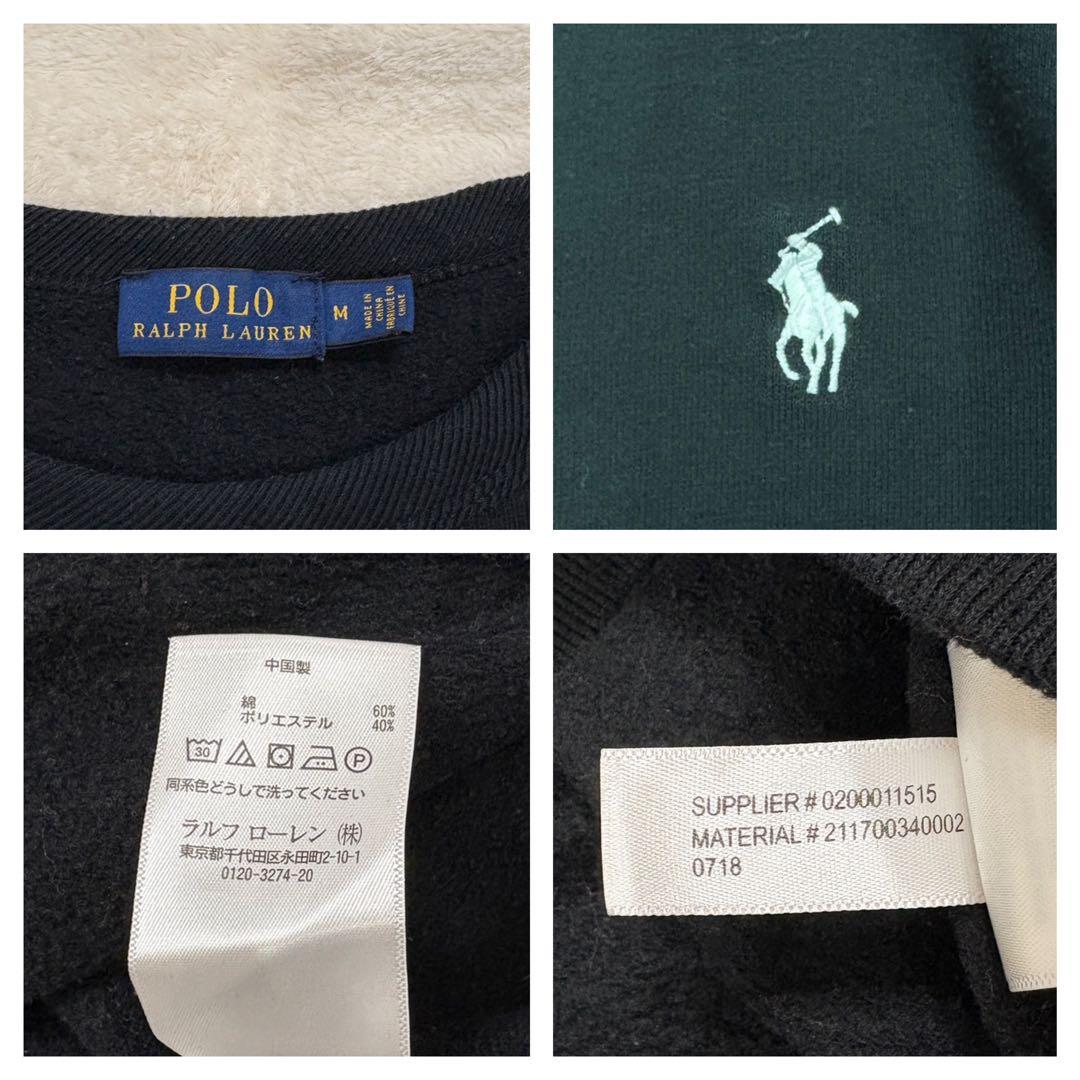 POLO
RALPH LAUREN
M
MADE IN
CHINA
FABRIQUÉ EN
CHINE
中国製
綿 60%
ポリエステル 40%
30
P
同系色どうしで洗ってください
ラルフ ローレン (株)
東京都千代田区永田町2-10-1
0120-3274-20
SUPPLIER # 0200011515
MATERIAL # 211700340002
0718